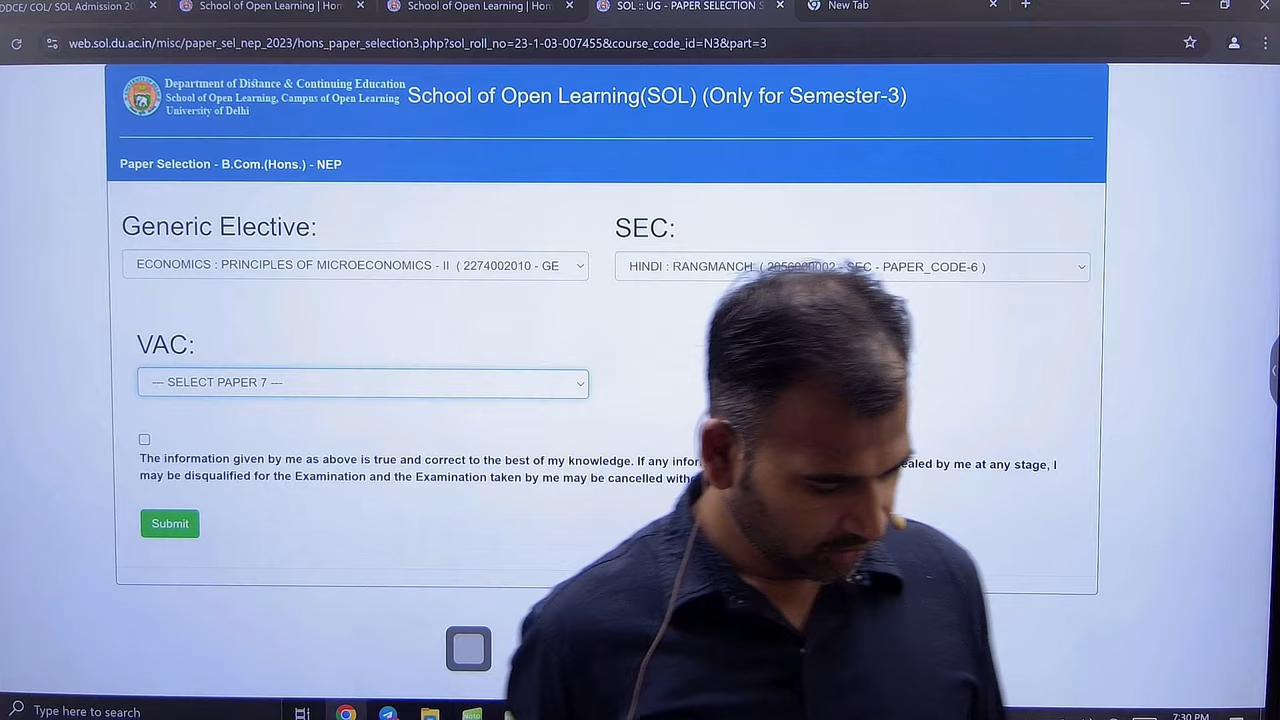 DDCE/ COL/ SOL Admission 20
School of Open Learning | Hom
School of Open Learning | Hom
SOL :: UG - PAPER SELECTION S
New Tab
web.sol.du.ac.in/misc/paper_sel_nep_2023/hons_paper_selection3.php?sol_roll_no=23-1-03-007455&course_code_id=N3&part=3
Department of Distance & Continuing Education
School of Open Learning, Campus of Open Learning
University of Delhi
School of Open Learning(SOL) (Only for Semester-3)
Paper Selection - B.Com.(Hons.) - NEP
Generic Elective:
SEC:
ECONOMICS : PRINCIPLES OF MICROECONOMICS - II ( 2274002010 - GE
HINDI : RANGMANCH ( - SEC - PAPER_CODE-6 )
VAC:
--- SELECT PAPER 7 ---
The information given by me as above is true and correct to the best of my knowledge. If any infor ealed by me at any stage, I
may be disqualified for the Examination and the Examination taken by me may be cancelled with
Submit
Type here to search
7:30 PM